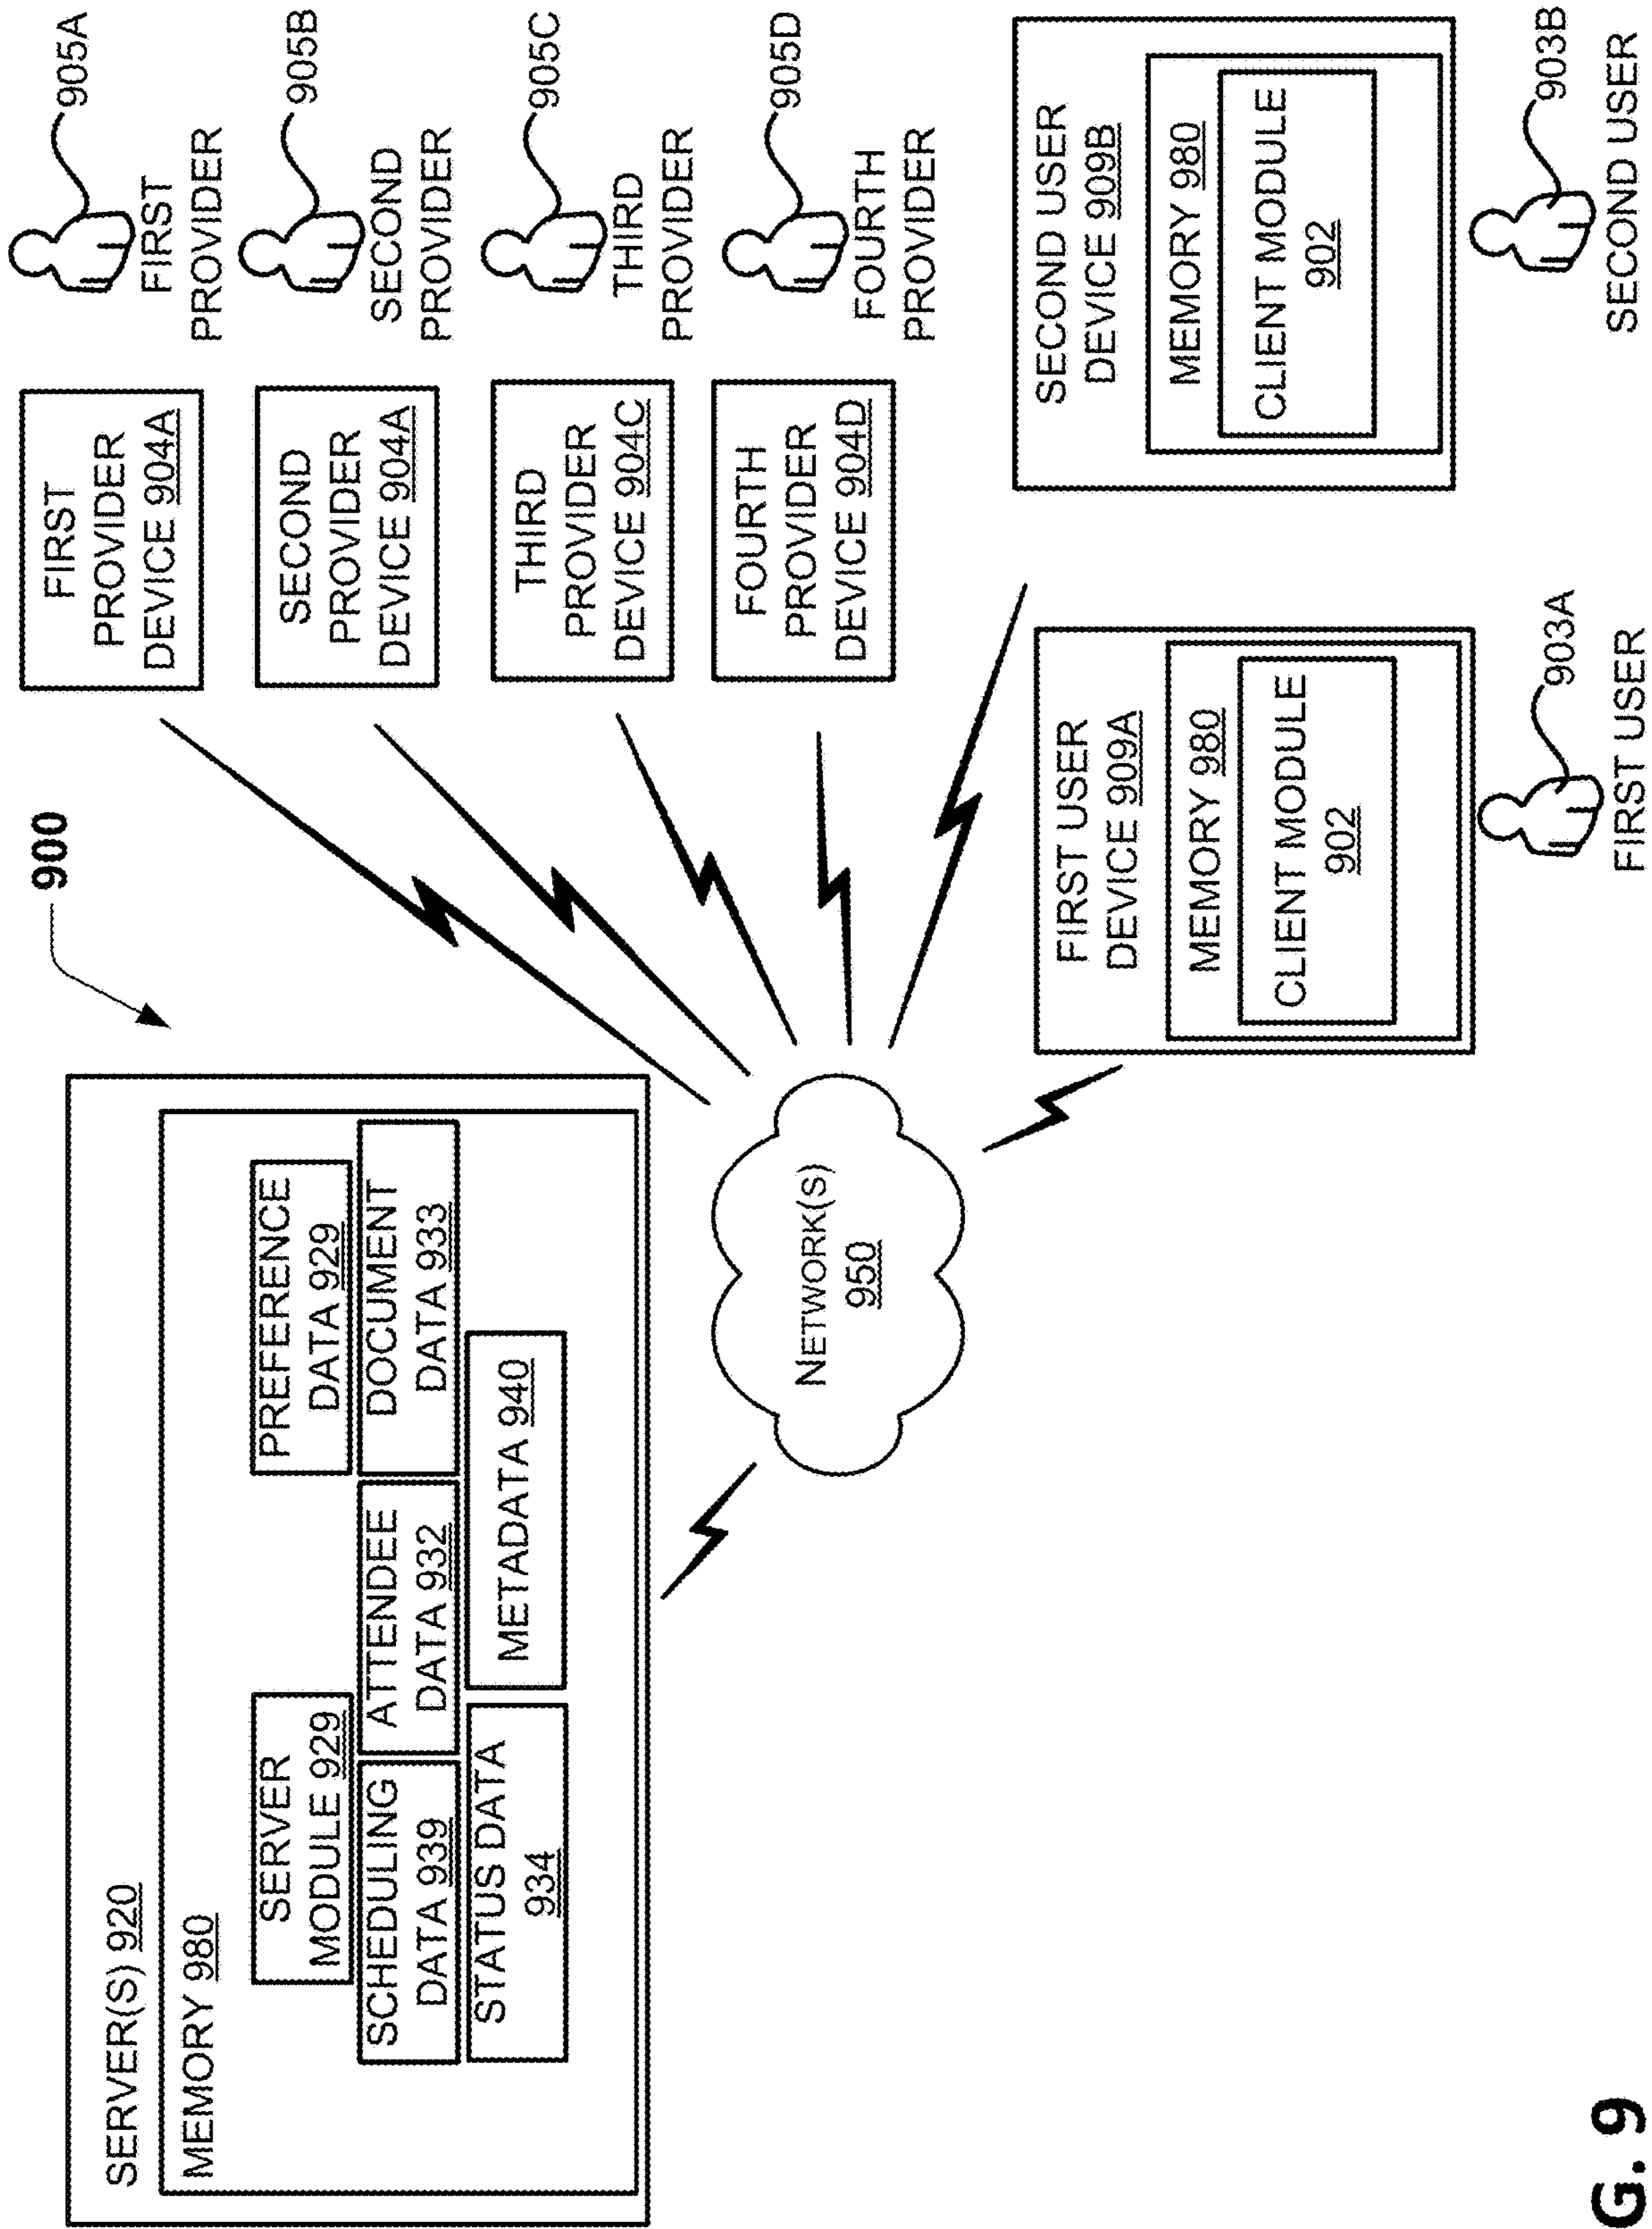 900
SERVER(S) 920
MEMORY 980
SERVER
MODULE 929
PREFERENCE
DATA 929
SCHEDULING
DATA 939
ATTENDEE
DATA 932
DOCUMENT
DATA 933
STATUS DATA
934
METADATA 940
NETWORK(S)
950
FIRST
PROVIDER
DEVICE 904A
905A
FIRST
PROVIDER
SECOND
PROVIDER
DEVICE 904A
905B
SECOND
PROVIDER
THIRD
PROVIDER
DEVICE 904C
905C
THIRD
PROVIDER
FOURTH
PROVIDER
DEVICE 904D
905D
FOURTH
PROVIDER
FIRST USER
DEVICE 909A
MEMORY 980
CLIENT MODULE
902
903A
FIRST USER
SECOND USER
DEVICE 909B
MEMORY 980
CLIENT MODULE
902
903B
SECOND USER
G. 9